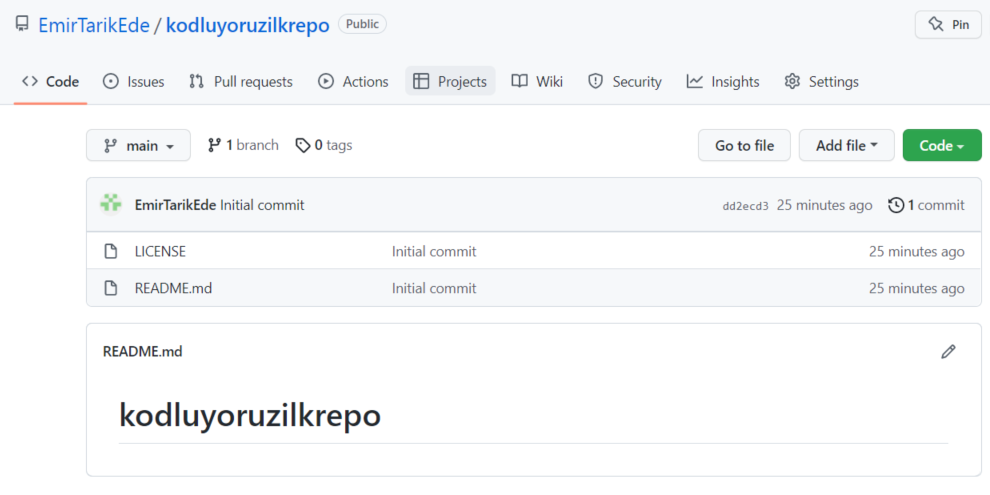 EmirTarikEde / kodluyoruzilkrepo Public Pin
Code Issues Pull requests Actions Projects Wiki Security Insights Settings
main 1 branch 0 tags Go to file Add file Code
EmirTarikEde Initial commit dd2ecd3 25 minutes ago 1 commit
LICENSE Initial commit 25 minutes ago
README.md Initial commit 25 minutes ago
README.md
kodluyoruzilkrepo